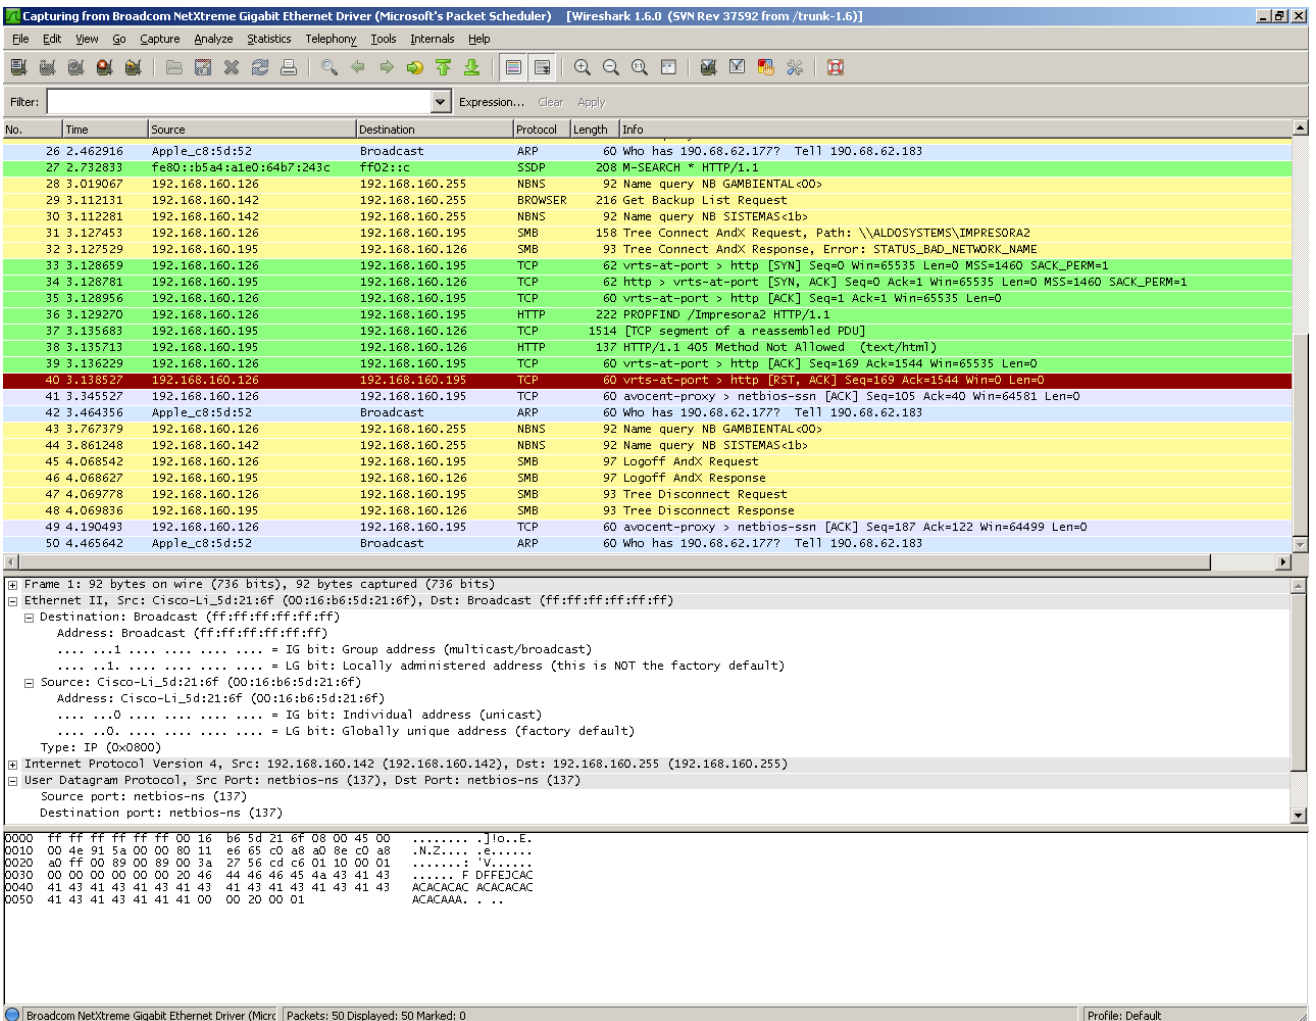 Capturing from Broadcom NetXtreme Gigabit Ethernet Driver (Microsoft's Packet Scheduler) [Wireshark 1.6.0 (SVN Rev 37592 from /trunk-1.6)]
File Edit View Go Capture Analyze Statistics Telephony Tools Internals Help
Filter: Expression... Clear Apply
No. Time Source Destination Protocol Length Info
26 2.462916 Apple_c8:5d:52 Broadcast ARP 60 Who has 190.68.62.177? Tell 190.68.62.183
27 2.732833 fe80::b5a4:a1e0:64b7:243c ff02::c SSDP 208 M-SEARCH * HTTP/1.1
28 3.019067 192.168.160.126 192.168.160.255 NBNS 92 Name query NB GAMBIENTAL<00>
29 3.112131 192.168.160.142 192.168.160.255 BROWSER 216 Get Backup List Request
30 3.112281 192.168.160.142 192.168.160.255 NBNS 92 Name query NB SISTEMAS<1b>
31 3.127453 192.168.160.126 192.168.160.195 SMB 158 Tree Connect AndX Request, Path: \\ALDOSYSTEMS\IMPRESORA2
32 3.127529 192.168.160.195 192.168.160.126 SMB 93 Tree Connect AndX Response, Error: STATUS_BAD_NETWORK_NAME
33 3.128659 192.168.160.126 192.168.160.195 TCP 62 vrts-at-port > http [SYN] Seq=0 Win=65535 Len=0 MSS=1460 SACK_PERM=1
34 3.128781 192.168.160.195 192.168.160.126 TCP 62 http > vrts-at-port [SYN, ACK] Seq=0 Ack=1 Win=65535 Len=0 MSS=1460 SACK_PERM=1
35 3.128956 192.168.160.126 192.168.160.195 TCP 60 vrts-at-port > http [ACK] Seq=1 Ack=1 Win=65535 Len=0
36 3.129270 192.168.160.126 192.168.160.195 HTTP 222 PROPFIND /Impresora2 HTTP/1.1
37 3.135683 192.168.160.195 192.168.160.126 TCP 1514 [TCP segment of a reassembled PDU]
38 3.135713 192.168.160.195 192.168.160.126 HTTP 137 HTTP/1.1 405 Method Not Allowed (text/html)
39 3.136229 192.168.160.126 192.168.160.195 TCP 60 vrts-at-port > http [ACK] Seq=169 Ack=1544 Win=65535 Len=0
40 3.138527 192.168.160.126 192.168.160.195 TCP 60 vrts-at-port > http [RST, ACK] Seq=169 Ack=1544 Win=0 Len=0
41 3.345527 192.168.160.126 192.168.160.195 TCP 60 avocent-proxy > netbios-ssn [ACK] Seq=105 Ack=40 Win=64581 Len=0
42 3.464356 Apple_c8:5d:52 Broadcast ARP 60 Who has 190.68.62.177? Tell 190.68.62.183
43 3.767379 192.168.160.126 192.168.160.255 NBNS 92 Name query NB GAMBIENTAL<00>
44 3.861248 192.168.160.142 192.168.160.255 NBNS 92 Name query NB SISTEMAS<1b>
45 4.068542 192.168.160.126 192.168.160.195 SMB 97 Logoff AndX Request
46 4.068627 192.168.160.195 192.168.160.126 SMB 97 Logoff AndX Response
47 4.069778 192.168.160.126 192.168.160.195 SMB 93 Tree Disconnect Request
48 4.069836 192.168.160.195 192.168.160.126 SMB 93 Tree Disconnect Response
49 4.190493 192.168.160.126 192.168.160.195 TCP 60 avocent-proxy > netbios-ssn [ACK] Seq=187 Ack=122 Win=64499 Len=0
50 4.465642 Apple_c8:5d:52 Broadcast ARP 60 Who has 190.68.62.177? Tell 190.68.62.183
Frame 1: 92 bytes on wire (736 bits), 92 bytes captured (736 bits)
Ethernet II, Src: Cisco-Li_5d:21:6f (00:16:b6:5d:21:6f), Dst: Broadcast (ff:ff:ff:ff:ff:ff)
Destination: Broadcast (ff:ff:ff:ff:ff:ff)
Address: Broadcast (ff:ff:ff:ff:ff:ff)
.... ...1 .... .... .... .... = IG bit: Group address (multicast/broadcast)
.... ..1. .... .... .... .... = LG bit: Locally administered address (this is NOT the factory default)
Source: Cisco-Li_5d:21:6f (00:16:b6:5d:21:6f)
Address: Cisco-Li_5d:21:6f (00:16:b6:5d:21:6f)
.... ...0 .... .... .... .... = IG bit: Individual address (unicast)
.... ..0. .... .... .... .... = LG bit: Globally unique address (factory default)
Type: IP (0x0800)
Internet Protocol Version 4, Src: 192.168.160.142 (192.168.160.142), Dst: 192.168.160.255 (192.168.160.255)
User Datagram Protocol, Src Port: netbios-ns (137), Dst Port: netbios-ns (137)
Source port: netbios-ns (137)
Destination port: netbios-ns (137)
0000 ff ff ff ff ff ff 00 16 b6 5d 21 6f 08 00 45 00 ........ .]!o..E.
0010 00 4e 91 5a 00 00 80 11 e6 65 c0 a8 a0 8e c0 a8 .N.Z.... .e......
0020 a0 ff 00 89 00 89 00 3a 27 56 cd c6 01 10 00 01 .......: 'V......
0030 00 00 00 00 00 00 20 46 44 46 46 45 4a 43 41 43 ...... F DFFEJCAC
0040 41 43 41 43 41 43 41 43 41 43 41 43 41 43 41 43 ACACACAC ACACACAC
0050 41 43 41 43 41 41 41 00 00 20 00 01 ACACAAA. . ..
Broadcom NetXtreme Gigabit Ethernet Driver (Micrc Packets: 50 Displayed: 50 Marked: 0 Profile: Default